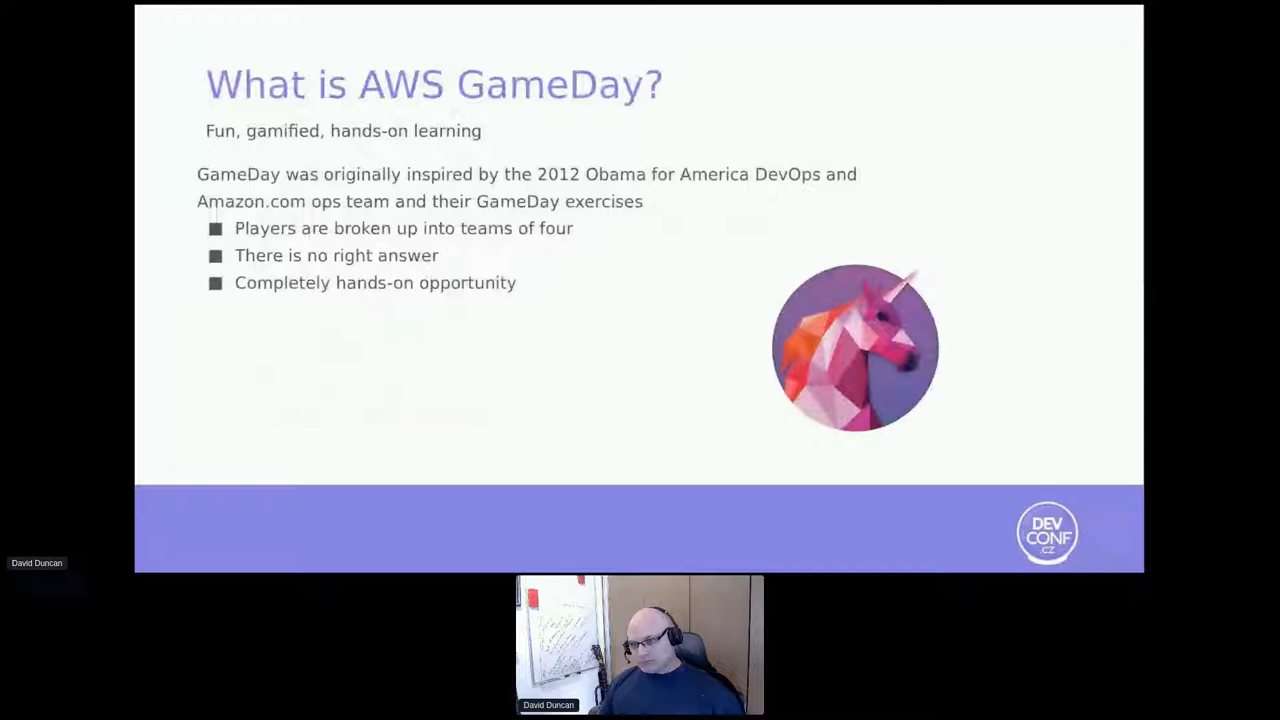 What is AWS GameDay?
Fun, gamified, hands-on learning
GameDay was originally inspired by the 2012 Obama for America DevOps and
Amazon.com ops team and their GameDay exercises
■ Players are broken up into teams of four
■ There is no right answer
■ Completely hands-on opportunity
DEV
CONF
.CZ
David Duncan
David Duncan